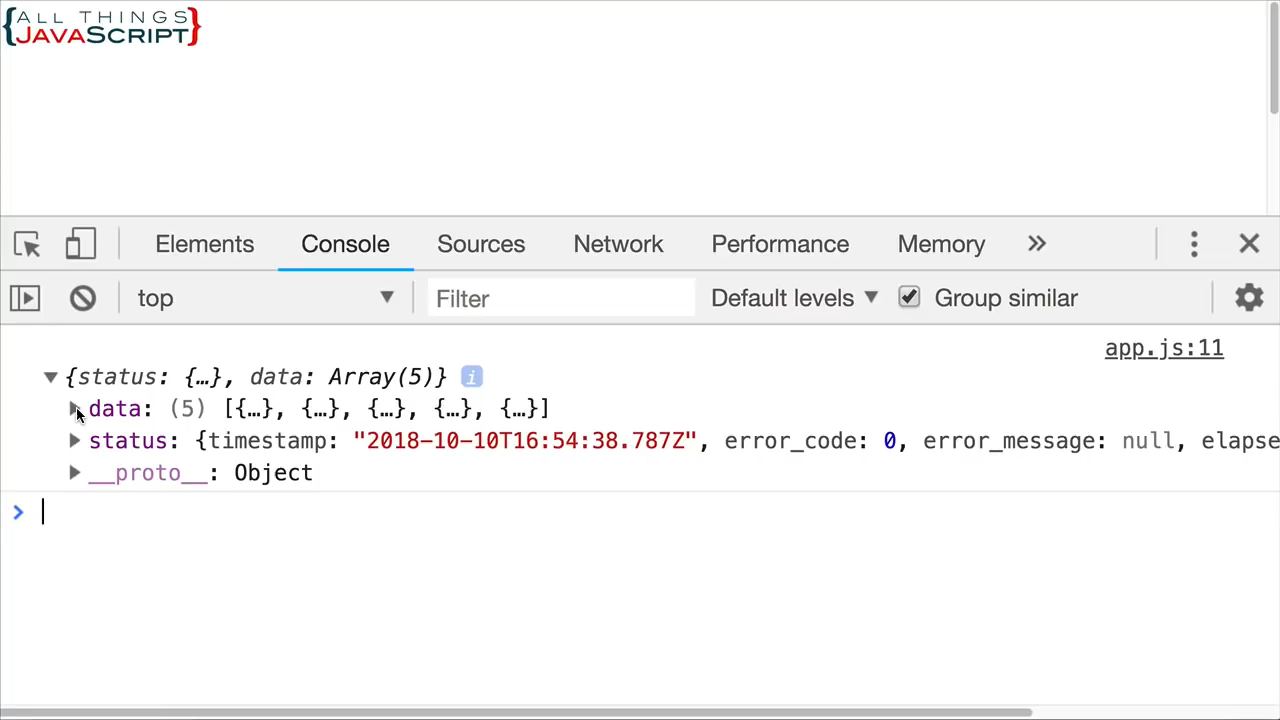 {ALL THINGS
JAVASCRIPT}
Elements Console Sources Network Performance Memory »
top Filter Default levels Group similar
app.js:11
{status: {…}, data: Array(5)} i
data: (5) [{…}, {…}, {…}, {…}, {…}]
status: {timestamp: "2018-10-10T16:54:38.787Z", error_code: 0, error_message: null, elapse
__proto__: Object
>